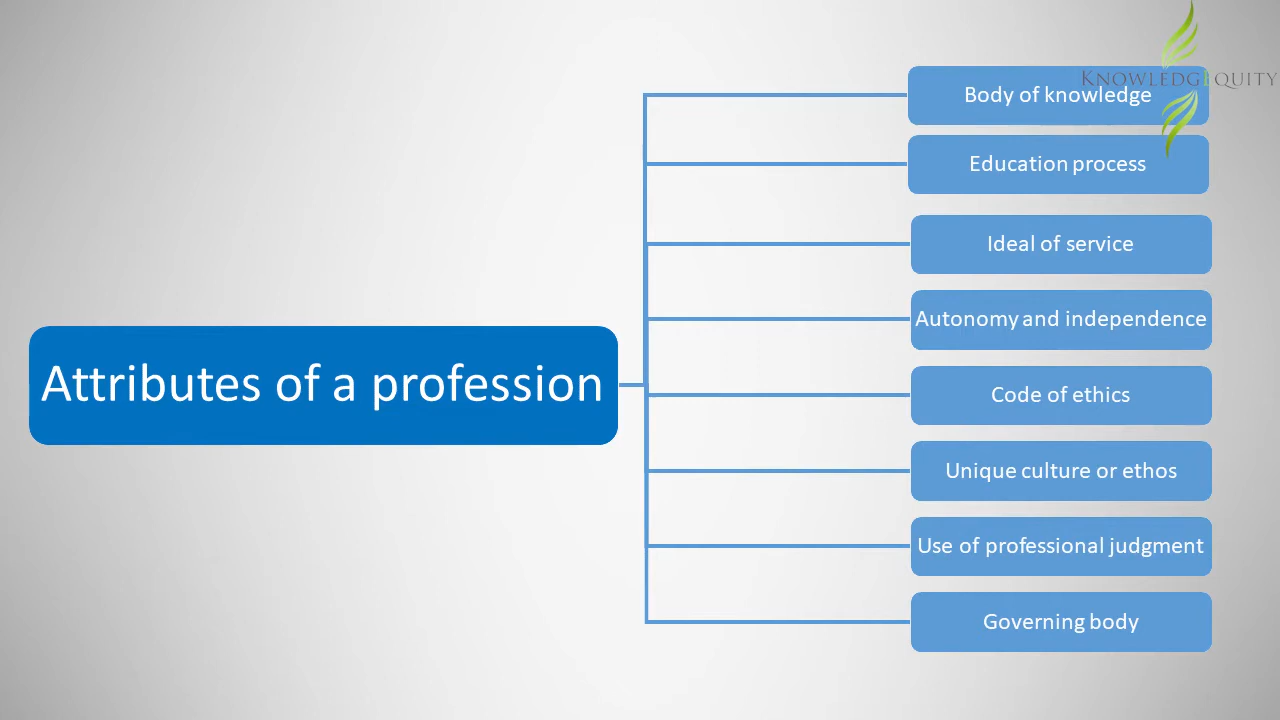 KNOWLEDGEQUITY
Body of knowledge
Education process
Ideal of service
Autonomy and independence
Attributes of a profession
Code of ethics
Unique culture or ethos
Use of professional judgment
Governing body